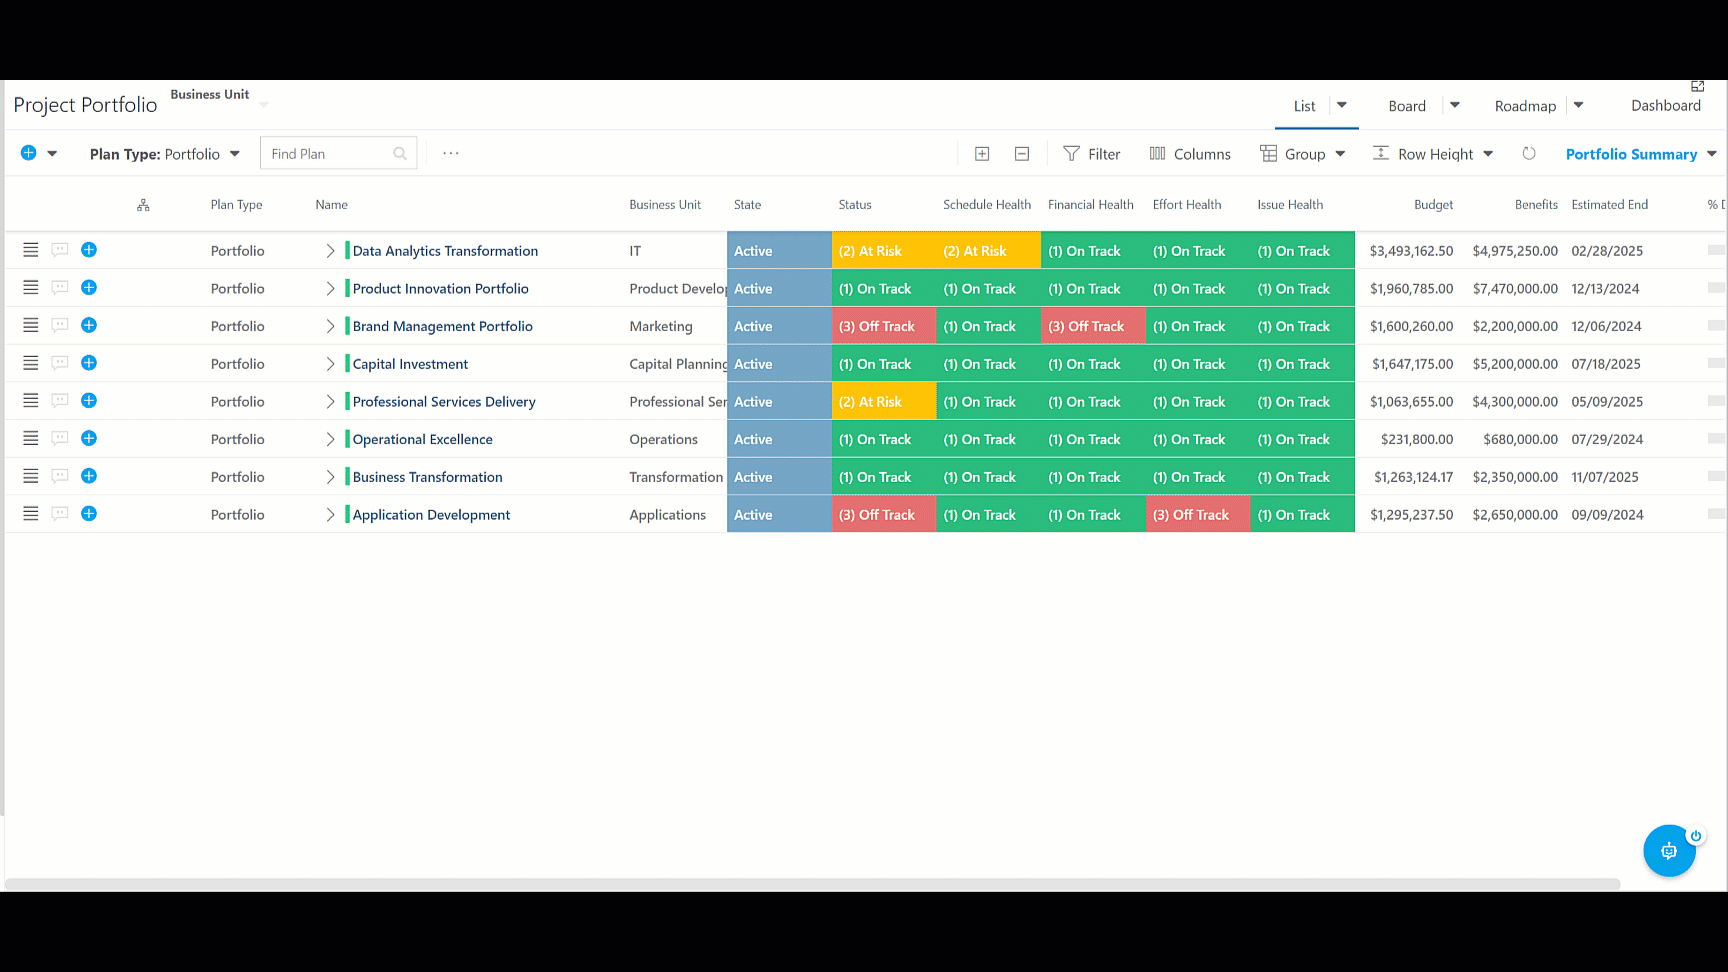 Project Portfolio Business Unit
List Board Roadmap Dashboard
Plan Type: Portfolio Find Plan ... Filter Columns Group Row Height Portfolio Summary
Plan Type Name Business Unit State Status Schedule Health Financial Health Effort Health Issue Health Budget Benefits Estimated End %
Portfolio Data Analytics Transformation IT Active (2) At Risk (2) At Risk (1) On Track (1) On Track (1) On Track $3,493,162.50 $4,975,250.00 02/28/2025
Portfolio Product Innovation Portfolio Product Develop Active (1) On Track (1) On Track (1) On Track (1) On Track (1) On Track $1,960,785.00 $7,470,000.00 12/13/2024
Portfolio Brand Management Portfolio Marketing Active (3) Off Track (1) On Track (3) Off Track (1) On Track (1) On Track $1,600,260.00 $2,200,000.00 12/06/2024
Portfolio Capital Investment Capital Planning Active (1) On Track (1) On Track (1) On Track (1) On Track (1) On Track $1,647,175.00 $5,200,000.00 07/18/2025
Portfolio Professional Services Delivery Professional Ser Active (2) At Risk (1) On Track (1) On Track (1) On Track (1) On Track $1,063,655.00 $4,300,000.00 05/09/2025
Portfolio Operational Excellence Operations Active (1) On Track (1) On Track (1) On Track (1) On Track (1) On Track $231,800.00 $680,000.00 07/29/2024
Portfolio Business Transformation Transformation Active (1) On Track (1) On Track (1) On Track (1) On Track (1) On Track $1,263,124.17 $2,350,000.00 11/07/2025
Portfolio Application Development Applications Active (3) Off Track (1) On Track (1) On Track (3) Off Track (1) On Track $1,295,237.50 $2,650,000.00 09/09/2024